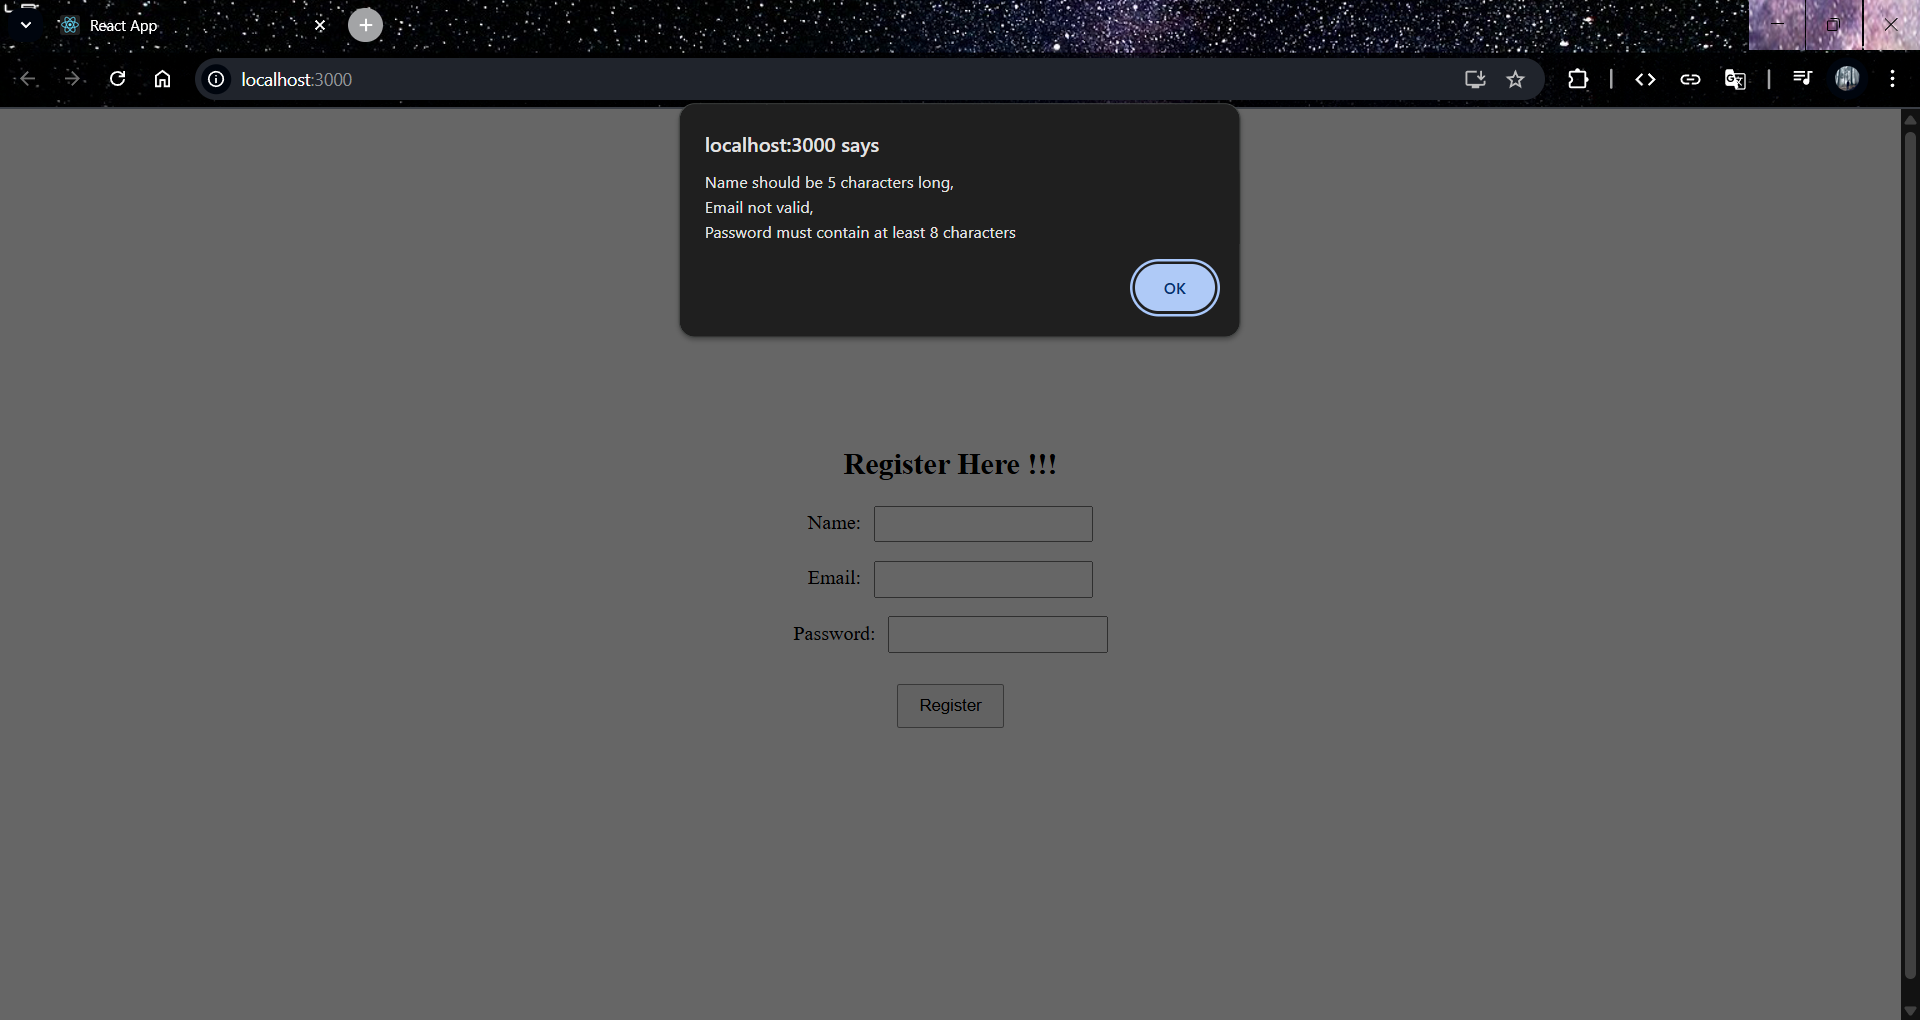 React App
localhost:3000
localhost:3000 says
Name should be 5 characters long,
Email not valid,
Password must contain at least 8 characters
OK
Register Here !!!
Name:
Email:
Password:
Register